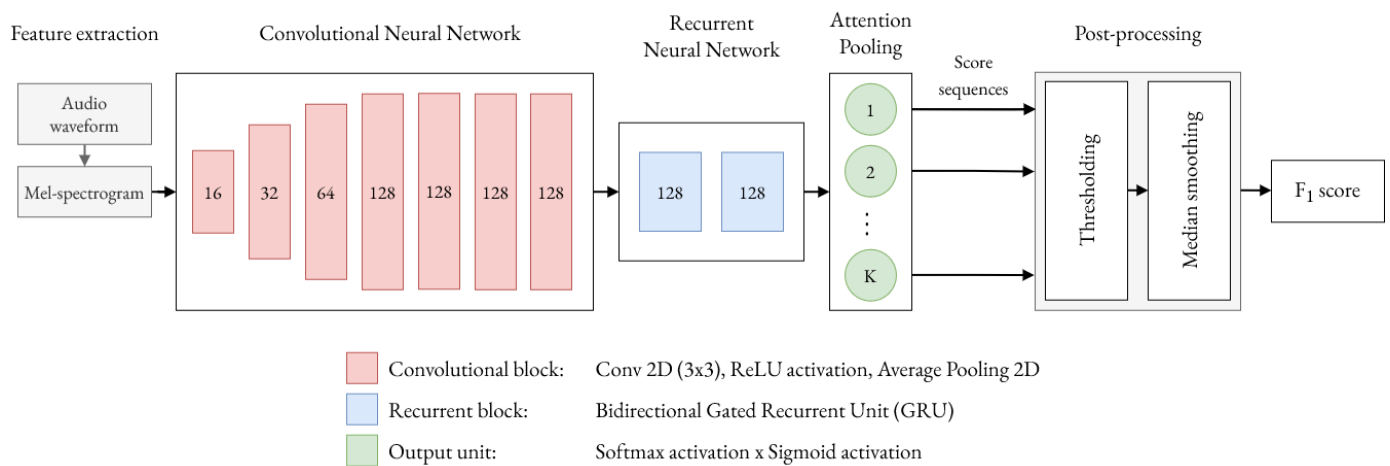 Feature extraction
Convolutional Neural Network
Recurrent
Neural Network
Attention
Pooling
Post-processing
Audio
waveform
Mel-spectrogram
16
32
64
128
128
128
128
128
128
1
2
⋮
K
Score
sequences
Thresholding
Median smoothing
F₁ score
Convolutional block: Conv 2D (3x3), ReLU activation, Average Pooling 2D
Recurrent block: Bidirectional Gated Recurrent Unit (GRU)
Output unit: Softmax activation x Sigmoid activation